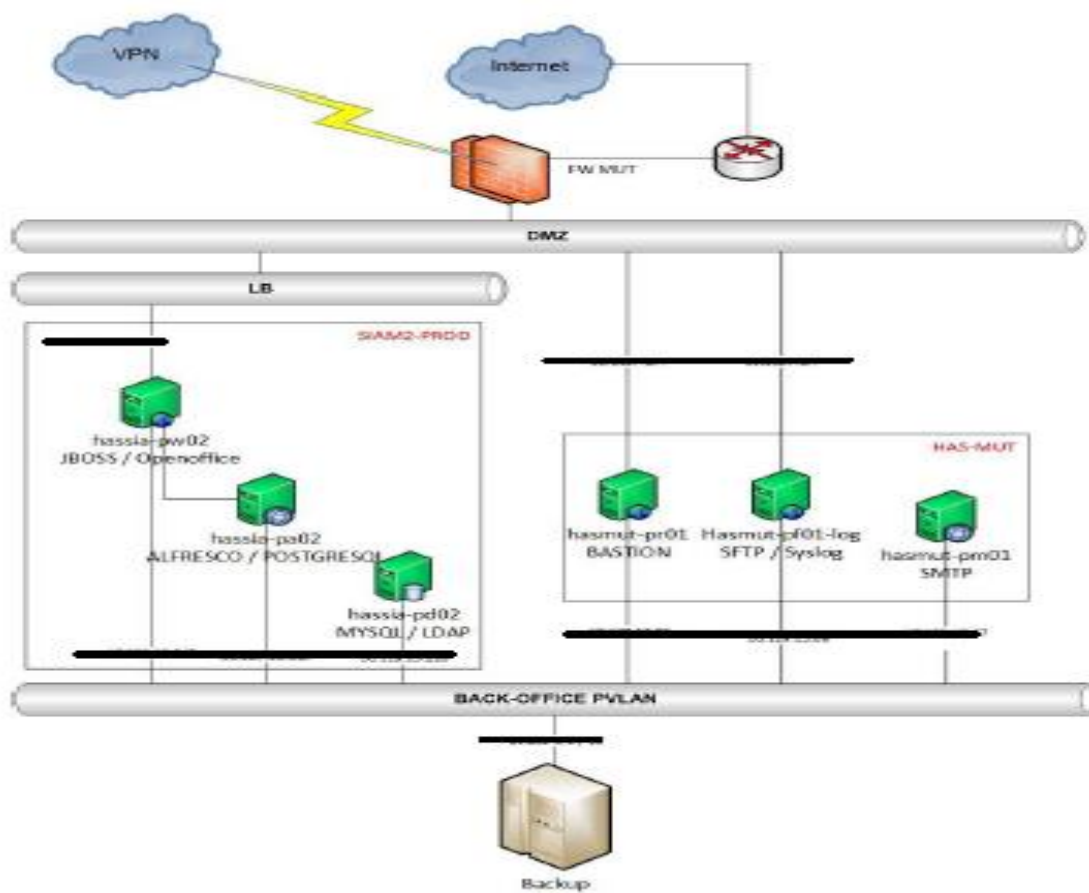 VPN
Internet
FW MUT
DMZ
LB
SIAM2-PROD
hassia-pw02
JBOSS / Openoffice
HAS-MUT
hassia-pa02
ALFRESCO / POSTGRESQL
hasmut-pr01
BASTION
Hasmut-pf01-log
SFTP / Syslog
hasmut-pm01
SMTP
hassia-pd02
MYSQL / LDAP
BACK-OFFICE PVLAN
Backup